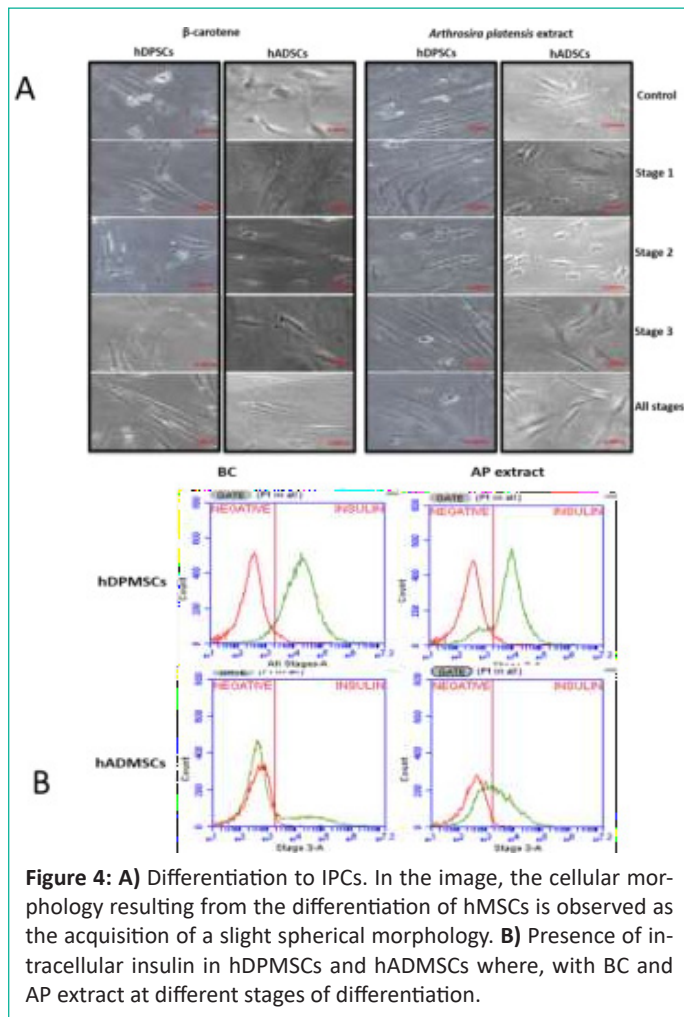 β-carotene
Arthrosira platensis extract
hDPSCs
hADSCs
hDPSCs
hADSCs
A
Control
Stage 1
Stage 2
Stage 3
All stages
BC
AP extract
GATE
GATE
NEGATIVE
INSULIN
NEGATIVE
INSULIN
hDPMSCs
Count
Count
All Stages-A
GATE
NEGATIVE
INSULIN
NEGATIVE
INSULIN
hADMSCs
B
Count
Count
Stage 3-A
Stage 3-A
Figure 4: A) Differentiation to IPCs. In the image, the cellular mor-
phology resulting from the differentiation of hMSCs is observed as
the acquisition of a slight spherical morphology. B) Presence of in-
tracellular insulin in hDPMSCs and hADMSCs where, with BC and
AP extract at different stages of differentiation.